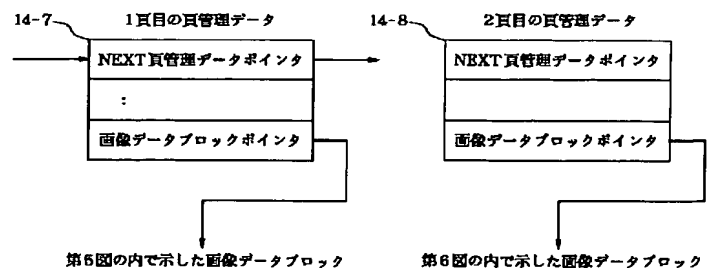 14-7 1頁目の頁管理データ
NEXT頁管理データポインタ
:
画像データブロックポインタ
第6図の内で示した画像データブロック
14-8 2頁目の頁管理データ
NEXT頁管理データポインタ
画像データブロックポインタ
第6図の内で示した画像データブロック